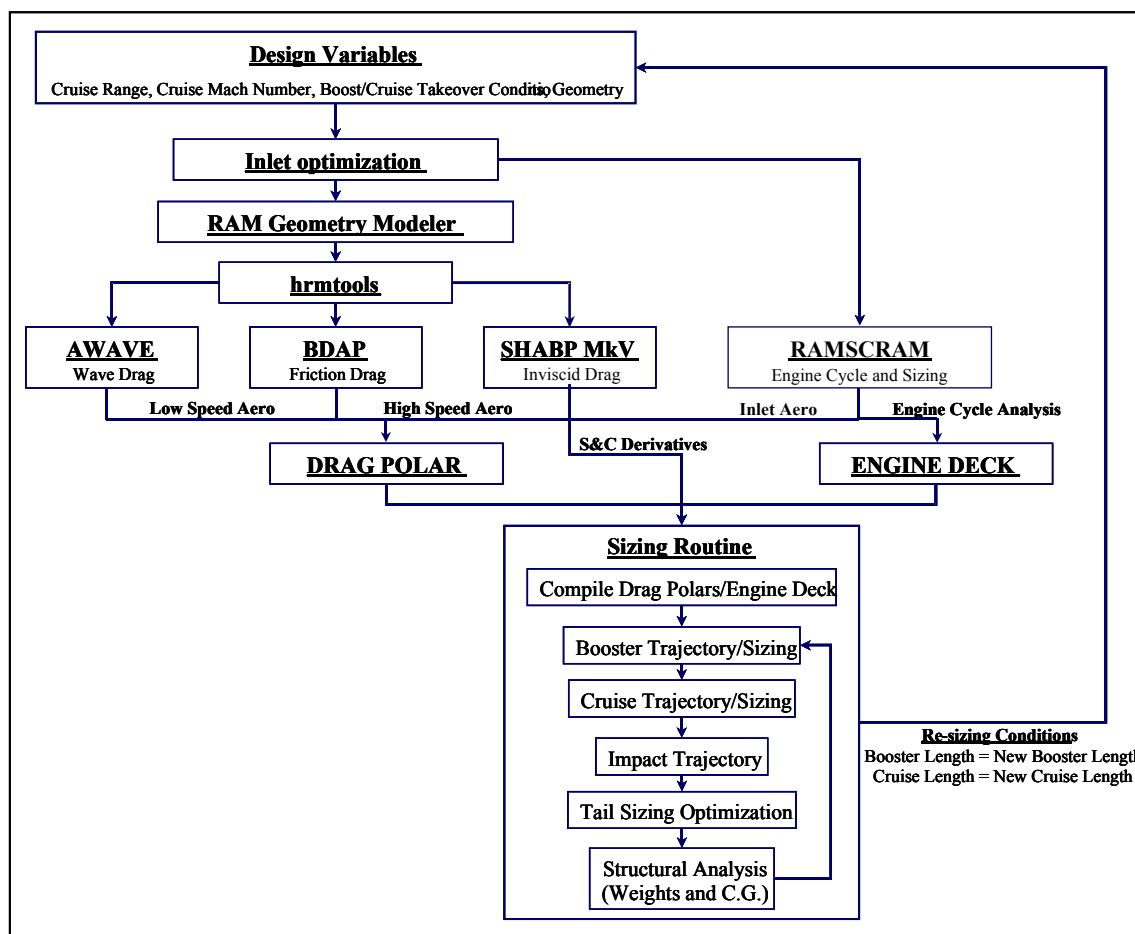 Design Variables
Cruise Range, Cruise Mach Number, Boost/Cruise Takeover Conditio, Geometry
Inlet optimization
RAM Geometry Modeler
hrmtools
AWAVE
Wave Drag
BDAP
Friction Drag
SHABP MkV
Inviscid Drag
RAMSCRAM
Engine Cycle and Sizing
Low Speed Aero
High Speed Aero
Inlet Aero
Engine Cycle Analysis
S&C Derivatives
DRAG POLAR
ENGINE DECK
Sizing Routine
Compile Drag Polars/Engine Deck
Booster Trajectory/Sizing
Cruise Trajectory/Sizing
Impact Trajectory
Tail Sizing Optimization
Structural Analysis
(Weights and C.G.)
Re-sizing Conditions
Booster Length = New Booster Length
Cruise Length = New Cruise Length